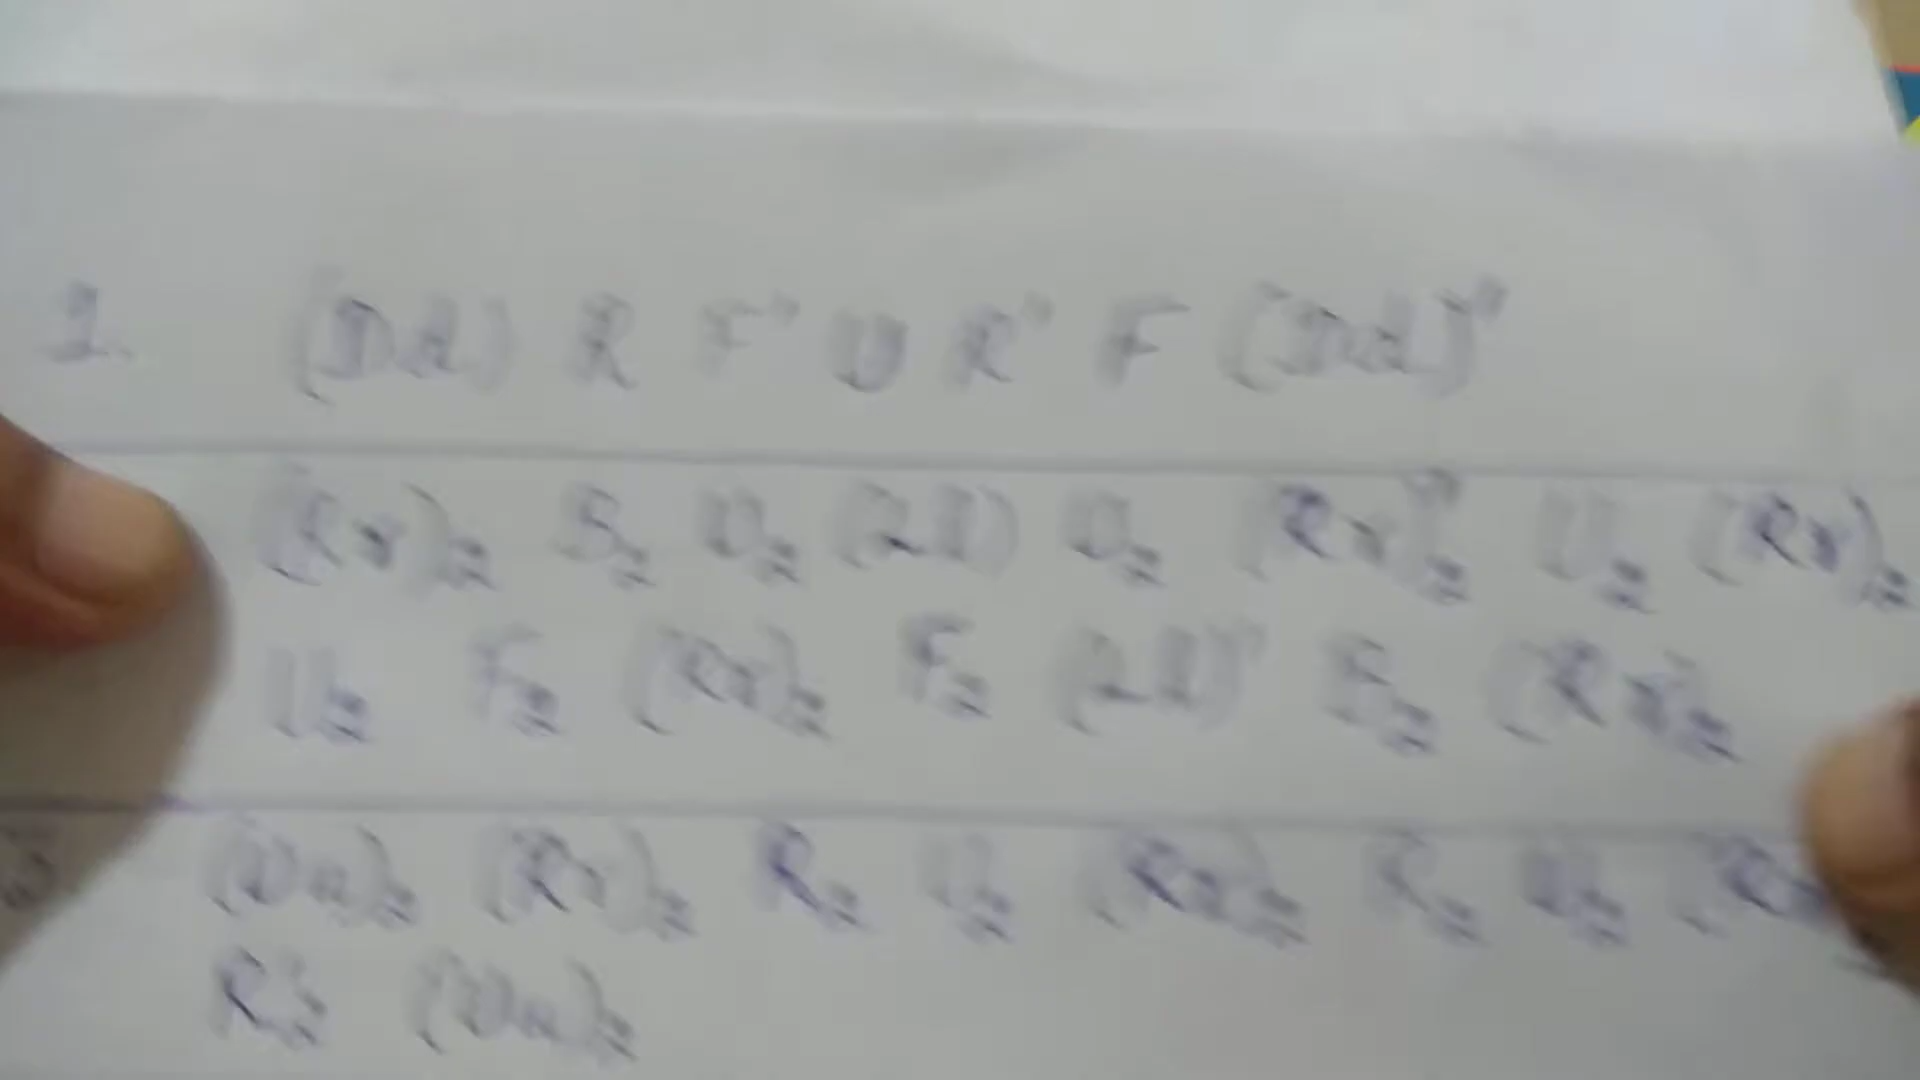 1. (Dd) R F' U R' F (Dd)'
(Rr)2 B2 U2 (Ll) U2 (Rr)'2 U2 (Rr)2
U2 F2 (Rr)2 F2 (Ll)' B2 (Rr)2
(Uu)2 (Rr)2 R2 U2 (Rr)2 R2 U2
R2 (Uu)2